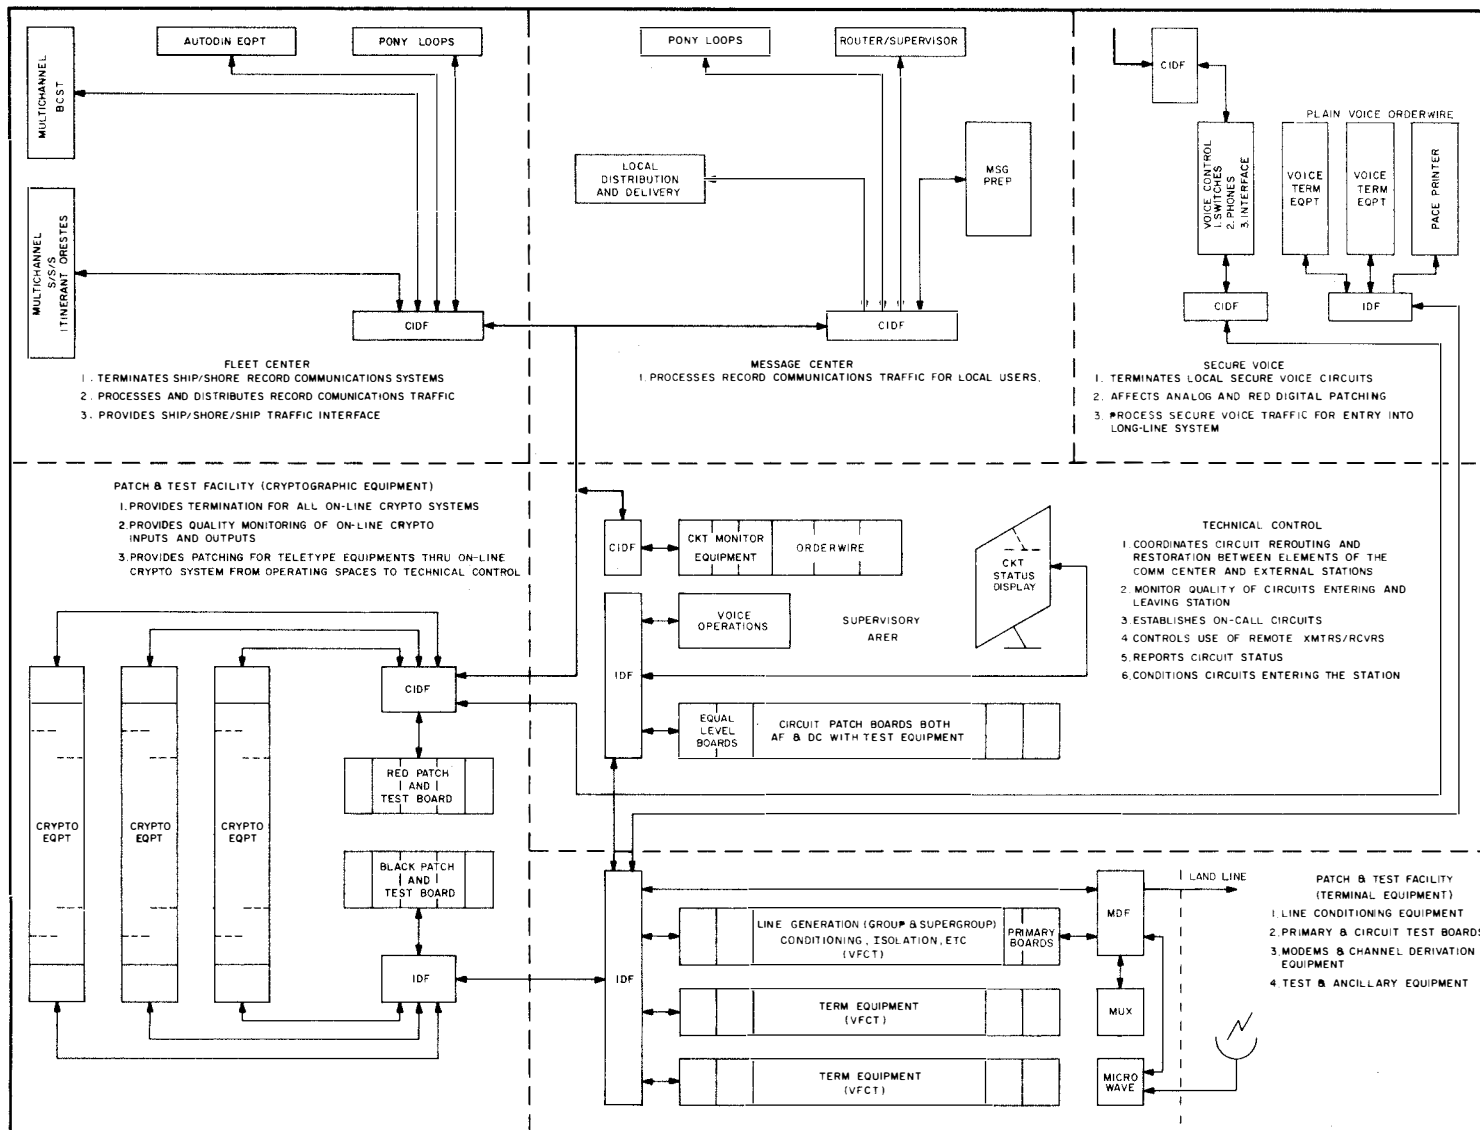 MULTICHANNEL
BCST
AUTODIN EQPT
PONY LOOPS
MULTICHANNEL
S/S/S
ITINERANT ORESTES
CIDF
FLEET CENTER
1. TERMINATES SHIP/SHORE RECORD COMMUNICATIONS SYSTEMS
2. PROCESSES AND DISTRIBUTES RECORD COMUNICATIONS TRAFFIC
3. PROVIDES SHIP/SHORE/SHIP TRAFFIC INTERFACE
PONY LOOPS
ROUTER/SUPERVISOR
LOCAL
DISTRIBUTION
AND DELIVERY
MSG
PREP
CIDF
MESSAGE CENTER
1. PROCESSES RECORD COMMUNICATIONS TRAFFIC FOR LOCAL USERS.
CIDF
PLAIN VOICE ORDERWIRE
VOICE CONTROL
1. SWITCHES
2. PHONES
3. INTERFACE
VOICE
TERM
EQPT
VOICE
TERM
EQPT
PACE PRINTER
CIDF
IDF
SECURE VOICE
1. TERMINATES LOCAL SECURE VOICE CIRCUITS
2. AFFECTS ANALOG AND RED DIGITAL PATCHING
3. PROCESS SECURE VOICE TRAFFIC FOR ENTRY INTO
LONG-LINE SYSTEM
PATCH & TEST FACILITY (CRYPTOGRAPHIC EQUIPMENT)
1. PROVIDES TERMINATION FOR ALL ON-LINE CRYPTO SYSTEMS
2. PROVIDES QUALITY MONITORING OF ON-LINE CRYPTO
INPUTS AND OUTPUTS
3. PROVIDES PATCHING FOR TELETYPE EQUIPMENTS THRU ON-LINE
CRYPTO SYSTEM FROM OPERATING SPACES TO TECHNICAL CONTROL
CRYPTO
EQPT
CRYPTO
EQPT
CRYPTO
EQPT
CIDF
RED PATCH
AND
TEST BOARD
BLACK PATCH
AND
TEST BOARD
IDF
CIDF
CKT MONITOR
EQUIPMENT
ORDERWIRE
VOICE
OPERATIONS
SUPERVISORY
ARER
CKT
STATUS
DISPLAY
IDF
EQUAL
LEVEL
BOARDS
CIRCUIT PATCH BOARDS BOTH
AF & DC WITH TEST EQUIPMENT
TECHNICAL CONTROL
1. COORDINATES CIRCUIT REROUTING AND
RESTORATION BETWEEN ELEMENTS OF THE
COMM CENTER AND EXTERNAL STATIONS
2. MONITOR QUALITY OF CIRCUITS ENTERING AND
LEAVING STATION
3. ESTABLISHES ON-CALL CIRCUITS
4 CONTROLS USE OF REMOTE XMTRS/RCVRS
5. REPORTS CIRCUIT STATUS
6. CONDITIONS CIRCUITS ENTERING THE STATION
IDF
LINE GENERATION (GROUP & SUPERGROUP)
CONDITIONING, ISOLATION, ETC
(VFCT)
PRIMARY
BOARDS
TERM EQUIPMENT
(VFCT)
TERM EQUIPMENT
(VFCT)
MDF
LAND LINE
MUX
MICRO
WAVE
PATCH & TEST FACILITY
(TERMINAL EQUIPMENT)
1. LINE CONDITIONING EQUIPMENT
2. PRIMARY & CIRCUIT TEST BOARDS
3. MODEMS & CHANNEL DERIVATION
EQUIPMENT
4. TEST & ANCILLARY EQUIPMENT